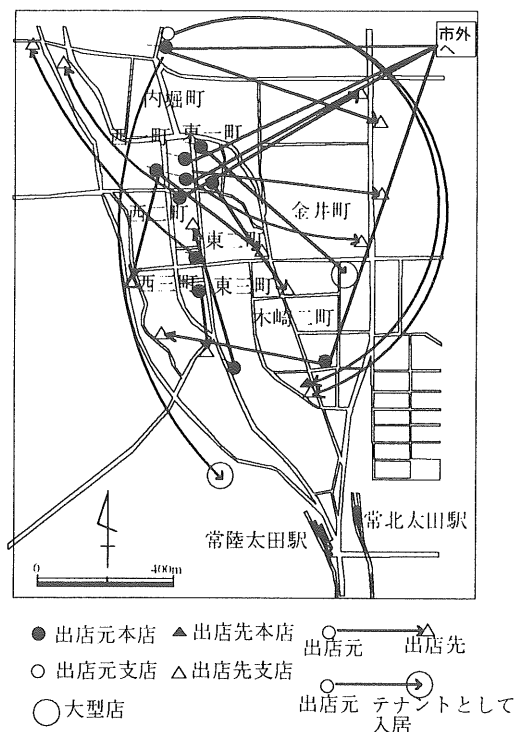 市外
へ
内堀町
西一町
東一町
西二町
金井町
東二町
西三町
東三町
木崎二町
常北太田駅
常陸太田駅
0 400m
出店元本店
出店先本店
出店元
出店先
出店元支店
出店先支店
大型店
出店元
テナントとして
入居